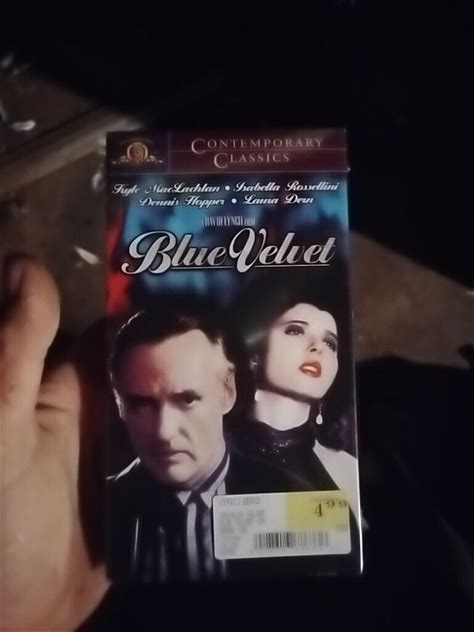 CONTEMPORARY
CLASSICS
Kyle MacLachlan • Isabella Rossellini
Dennis Hopper • Laura Dern
A DAVID LYNCH FILM
Blue Velvet
4.99